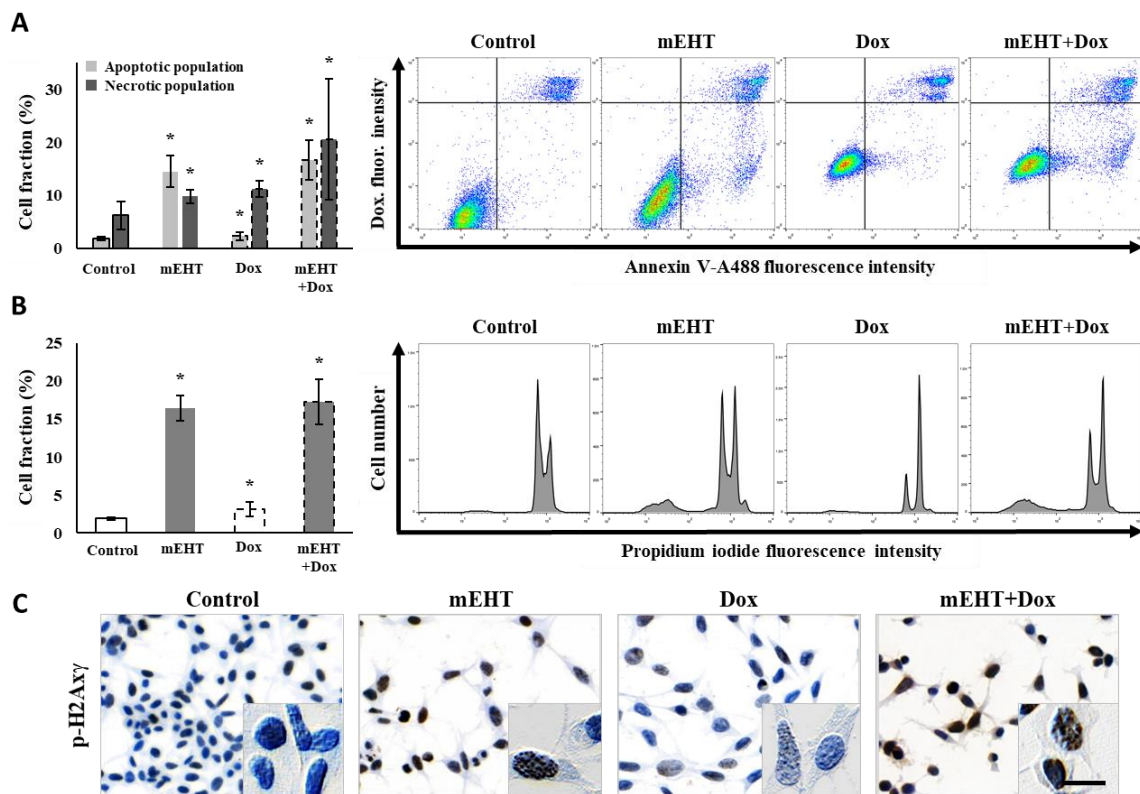 A
Control mEHT Dox mEHT+Dox
Apoptotic population
Necrotic population
Cell fraction (%)
30
20
10
0
*
*
*
*
*
*
Control mEHT Dox mEHT
+Dox
Dox. fluor. inensity
Annexin V-A488 fluorescence intensity
B
Control mEHT Dox mEHT+Dox
Cell fraction (%)
25
20
15
10
5
0
*
*
*
Control mEHT Dox mEHT
+Dox
Cell number
Propidium iodide fluorescence intensity
C
Control mEHT Dox mEHT+Dox
p-H2Axγ